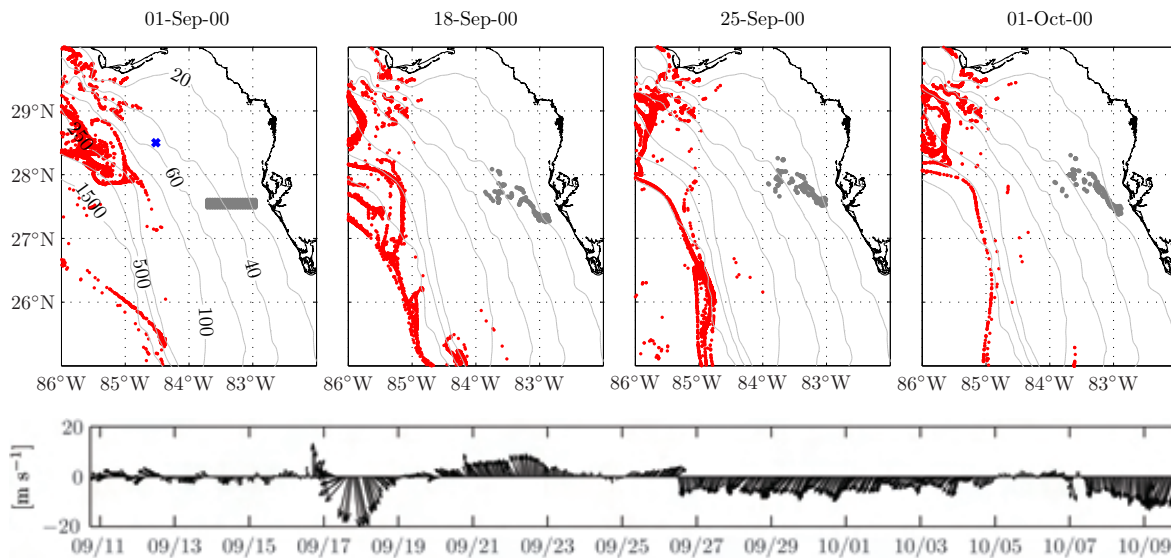 01-Sep-00 18-Sep-00 25-Sep-00 01-Oct-00
20
29°N
250
28°N
60
1500
27°N
500
40
26°N
100
86°W 85°W 84°W 83°W 86°W 85°W 84°W 83°W 86°W 85°W 84°W 83°W 86°W 85°W 84°W 83°W
20
0
−20
[m s⁻¹]
09/11 09/13 09/15 09/17 09/19 09/21 09/23 09/25 09/27 09/29 10/01 10/03 10/05 10/07 10/09